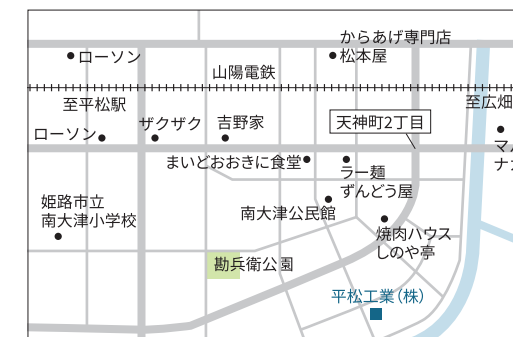 からあげ専門店
松本屋
ローソン
山陽電鉄
至平松駅
至広畑
ローソン
ザクザク
吉野家
天神町2丁目
マル
ナカ
まいどおおきに食堂
ラー麺
ずんどう屋
姫路市立
南大津小学校
南大津公民館
焼肉ハウス
しのや亭
勘兵衛公園
平松工業(株)